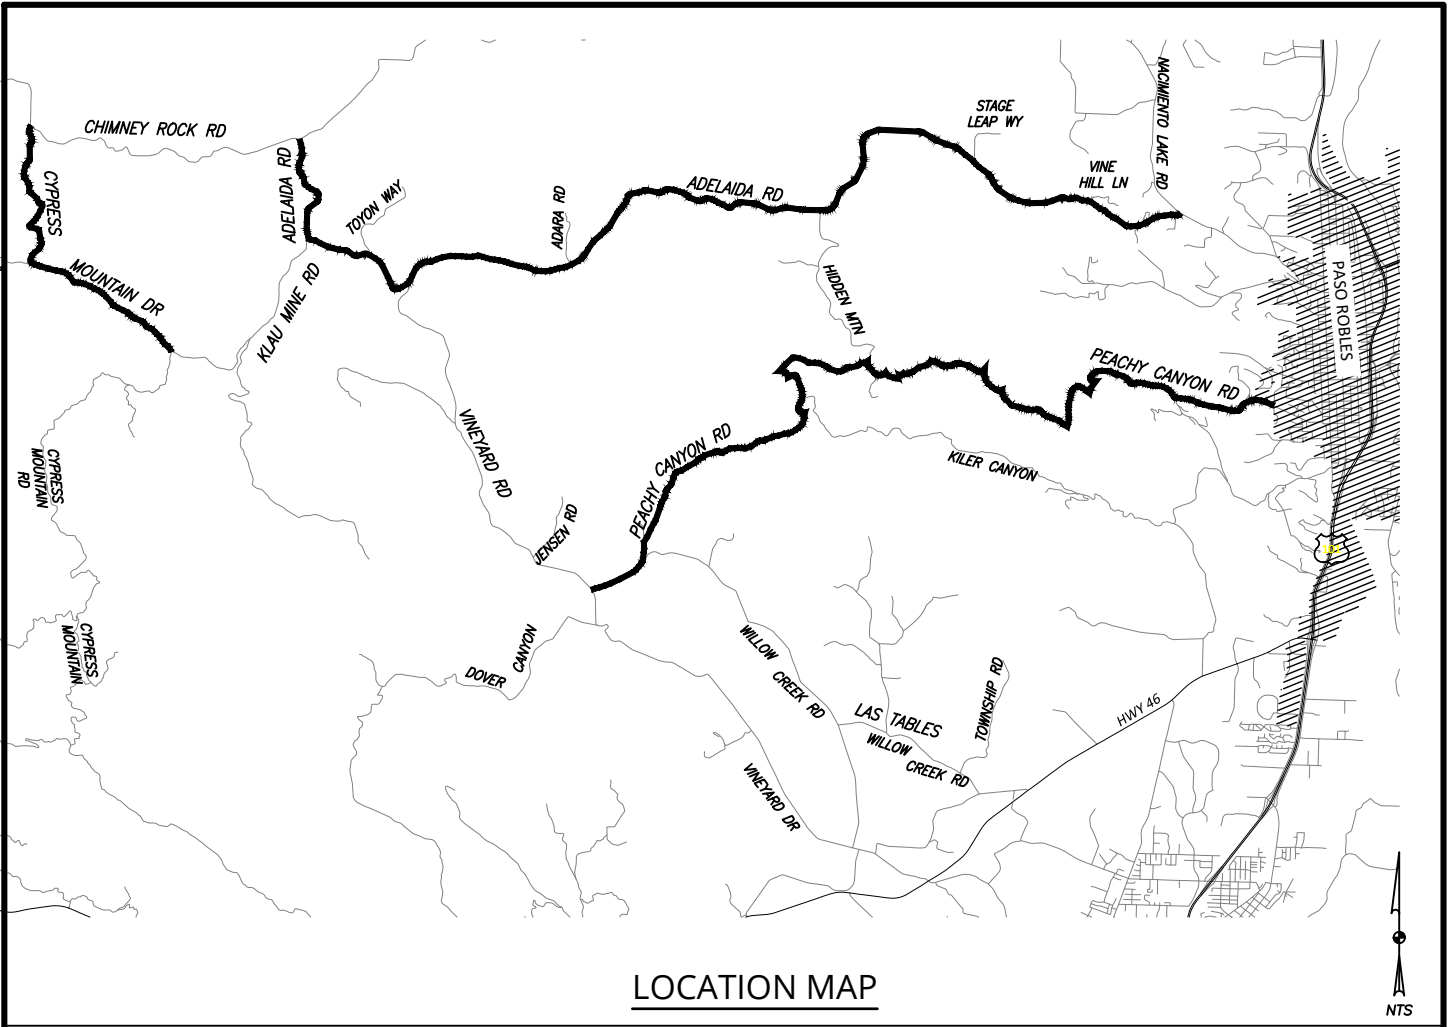 CHIMNEY ROCK RD
CYPRESS
MOUNTAIN DR
ADELAIDA RD
TOYON WAY
KLAU MINE RD
ADARA RD
ADELAIDA RD
STAGE
LEAP WY
VINE
HILL LN
NACIMIENTO LAKE RD
HIDDEN MTN
PASO ROBLES
PEACHY CANYON RD
VINEYARD RD
PEACHY CANYON RD
KILER CANYON
CYPRESS
MOUNTAIN
RD
JENSEN RD
101
CYPRESS
MOUNTAIN
DOVER CANYON
WILLOW CREEK RD
LAS TABLES
WILLOW CREEK RD
TOWNSHIP RD
HWY 46
VINEYARD DR
LOCATION MAP
NTS